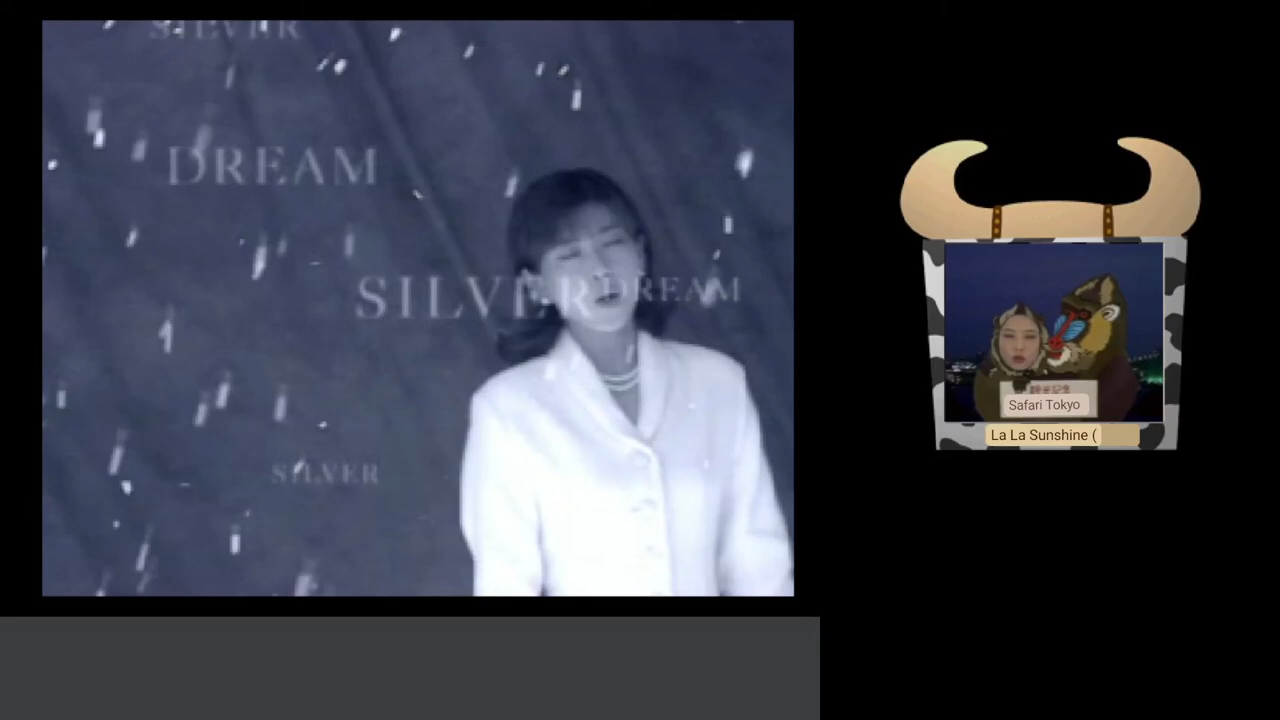 SILVER
DREAM
SILVER
DREAM
SILVER
Safari Tokyo
La La Sunshine (